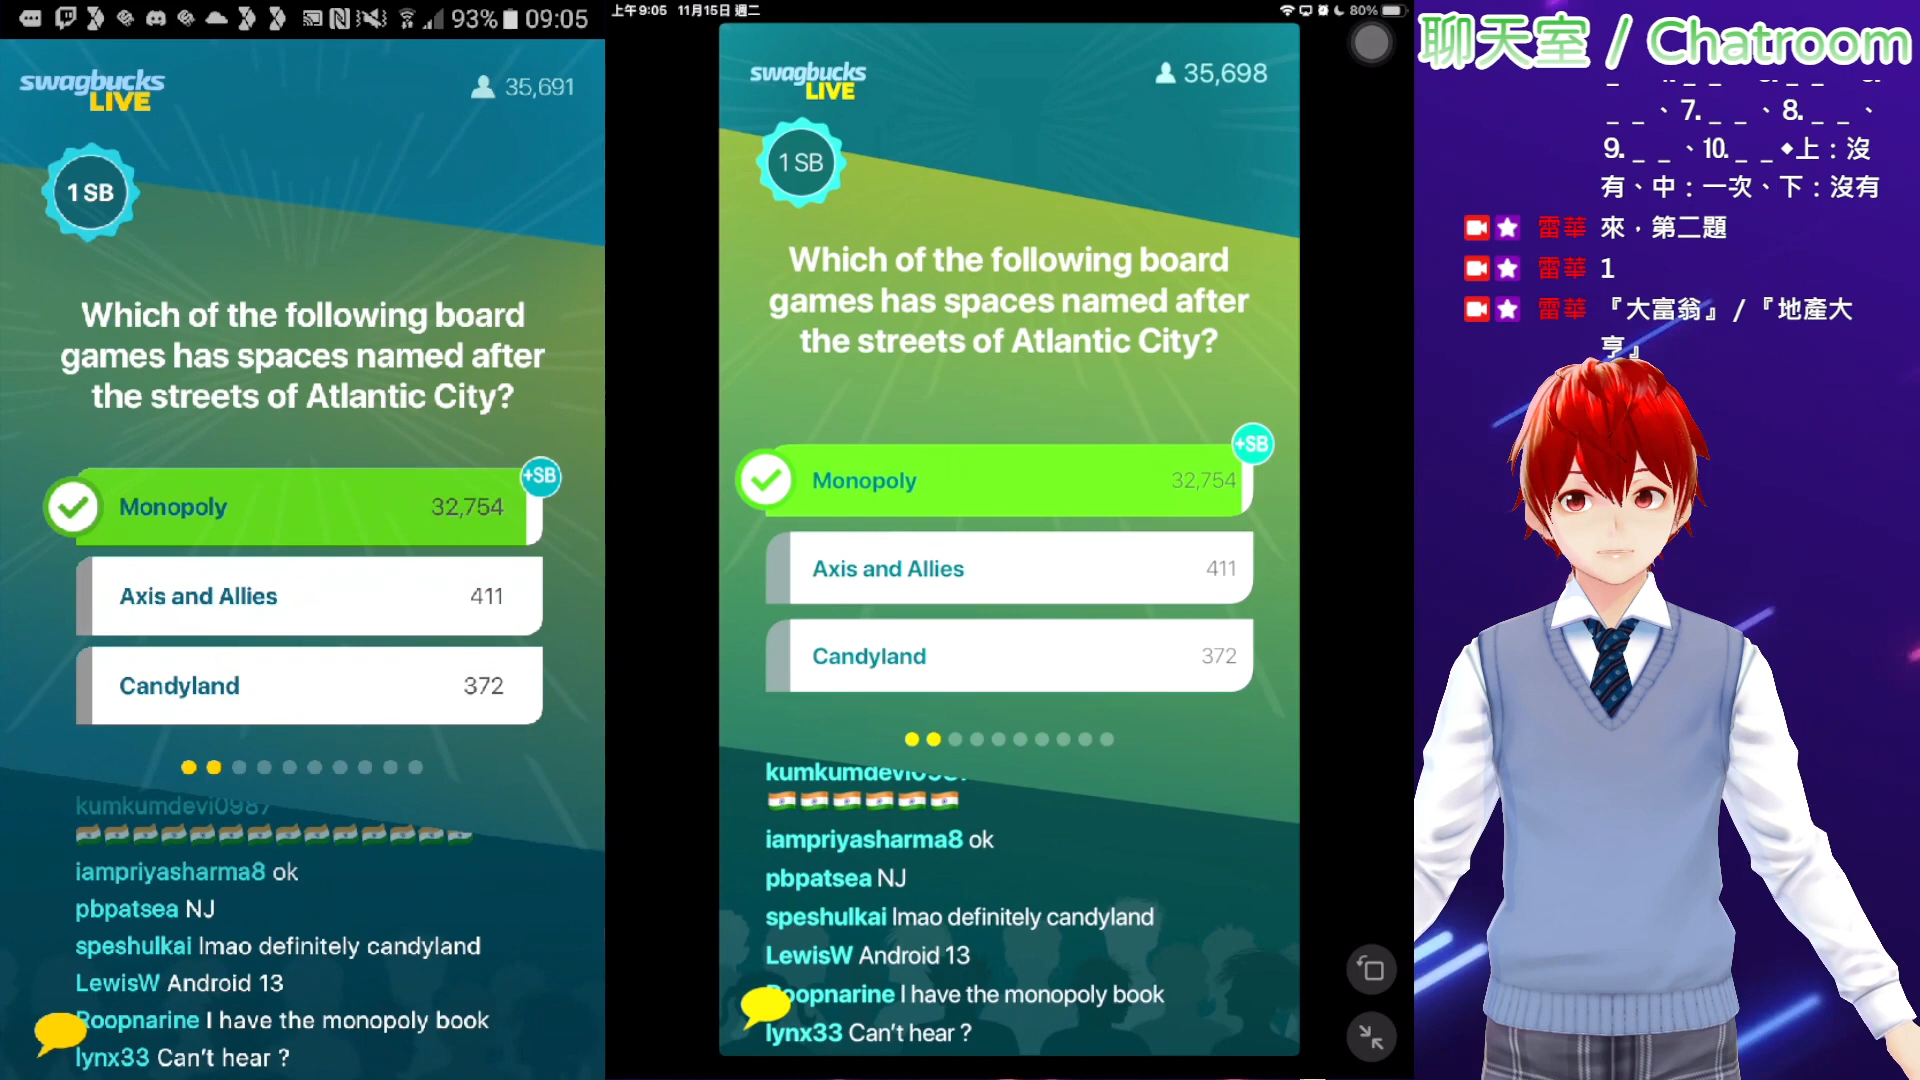 93% 09:05
swagbucks
LIVE
35,691
1 SB
Which of the following board
games has spaces named after
the streets of Atlantic City?
+SB
Monopoly 32,754
Axis and Allies 411
Candyland 372
kumkumdevi0987
iampriyasharma8 ok
pbpatsea NJ
speshulkai lmao definitely candyland
LewisW Android 13
Roopnarine I have the monopoly book
lynx33 Can't hear ?
上午9:05 11月15日 週二
80%
swagbucks
LIVE
35,698
1 SB
Which of the following board
games has spaces named after
the streets of Atlantic City?
+SB
Monopoly 32,754
Axis and Allies 411
Candyland 372
kumkumdevi0987
iampriyasharma8 ok
pbpatsea NJ
speshulkai lmao definitely candyland
LewisW Android 13
Roopnarine I have the monopoly book
lynx33 Can't hear ?
聊天室 / Chatroom
_ _、7. _ _、8. _ _、
9. _ _、10. _ _ ◆上：沒
有、中：一次、下：沒有
雷華 來，第二題
雷華 1
雷華 『大富翁』/『地產大
亨』